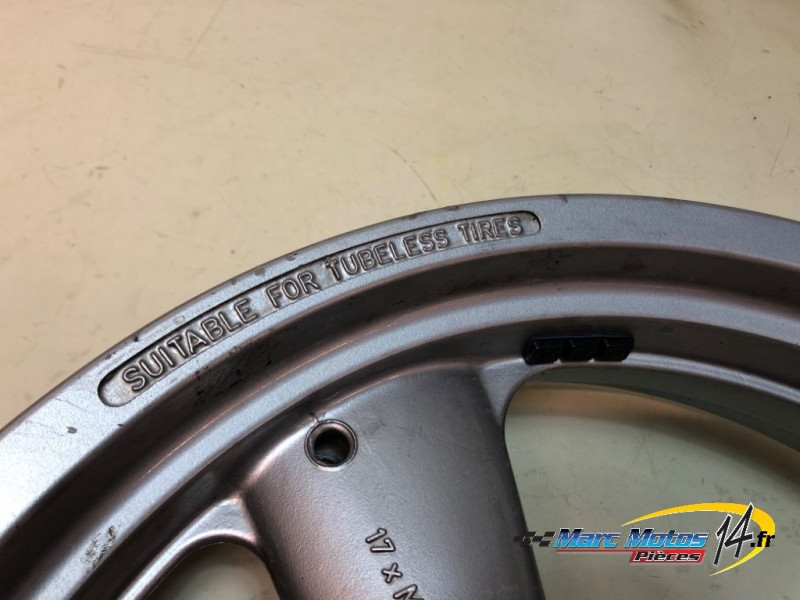 SUITABLE FOR TUBELESS TIRES
17 × M
Marc Motos 14.fr
Pièces